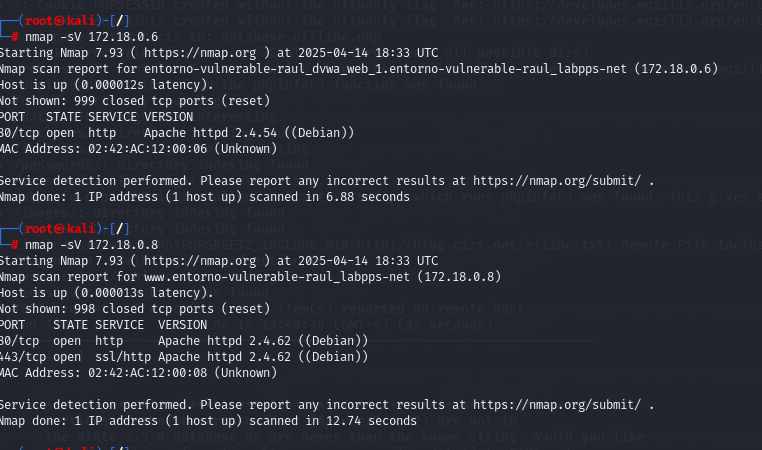 ┌──(root㉿kali)-[/]
└─# nmap -sV 172.18.0.6
Starting Nmap 7.93 ( https://nmap.org ) at 2025-04-14 18:33 UTC
Nmap scan report for entorno-vulnerable-raul_dvwa_web_1.entorno-vulnerable-raul_labpps-net (172.18.0.6)
Host is up (0.000012s latency).
Not shown: 999 closed tcp ports (reset)
PORT   STATE SERVICE VERSION
80/tcp open  http    Apache httpd 2.4.54 ((Debian))
MAC Address: 02:42:AC:12:00:06 (Unknown)
Service detection performed. Please report any incorrect results at https://nmap.org/submit/ .
Nmap done: 1 IP address (1 host up) scanned in 6.88 seconds
┌──(root㉿kali)-[/]
└─# nmap -sV 172.18.0.8
Starting Nmap 7.93 ( https://nmap.org ) at 2025-04-14 18:33 UTC
Nmap scan report for www.entorno-vulnerable-raul_labpps-net (172.18.0.8)
Host is up (0.000013s latency).
Not shown: 998 closed tcp ports (reset)
PORT    STATE SERVICE  VERSION
80/tcp  open  http     Apache httpd 2.4.62 ((Debian))
443/tcp open  ssl/http Apache httpd 2.4.62 ((Debian))
MAC Address: 02:42:AC:12:00:08 (Unknown)
Service detection performed. Please report any incorrect results at https://nmap.org/submit/ .
Nmap done: 1 IP address (1 host up) scanned in 12.74 seconds